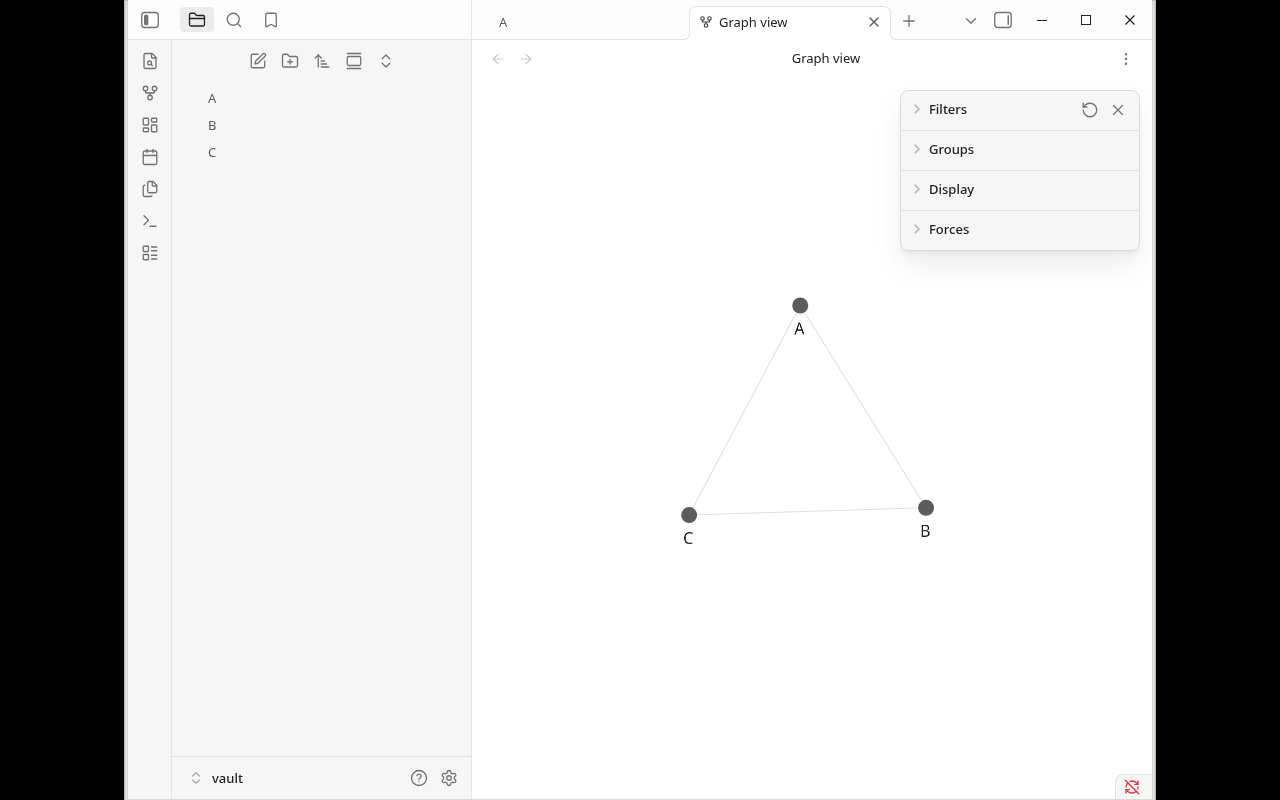 A
Graph view
Graph view
A
B
C
Filters
Groups
Display
Forces
A
B
C
vault